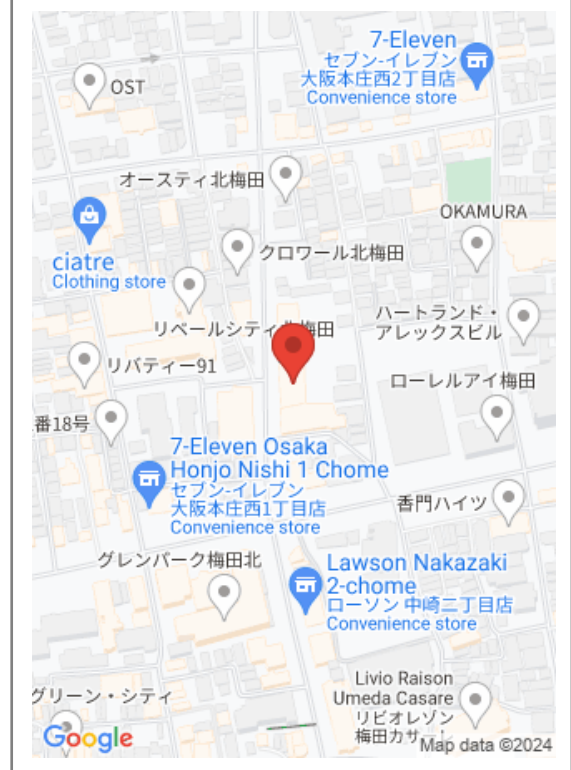 7-Eleven
セブン-イレブン
大阪本庄西2丁目店
Convenience store
OST
オースティ北梅田
OKAMURA
クロワール北梅田
ciatre
Clothing store
ハートランド・
アレックスビル
リベールシティ北梅田
リバティー91
ローレルアイ梅田
番18号
7-Eleven Osaka
Honjo Nishi 1 Chome
セブン-イレブン
大阪本庄西1丁目店
Convenience store
香門ハイツ
グレンパーク梅田北
Lawson Nakazaki
2-chome
ローソン 中崎二丁目店
Convenience store
Livio Raison
Umeda Casare
リビオレゾン
梅田カサーレ
グリーン・シティ
Google
Map data ©2024